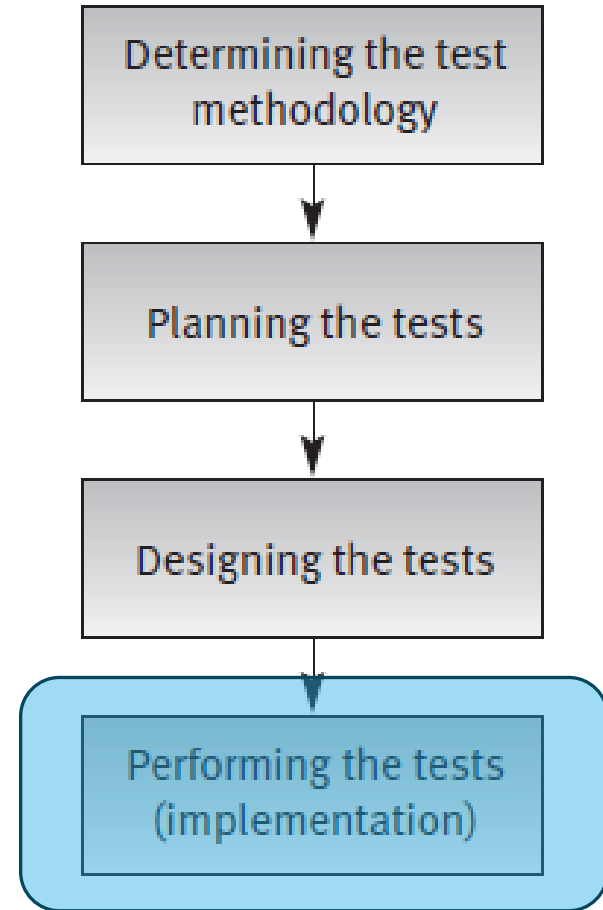 Determining the test
methodology
Planning the tests
Designing the tests
Performing the tests
(implementation)